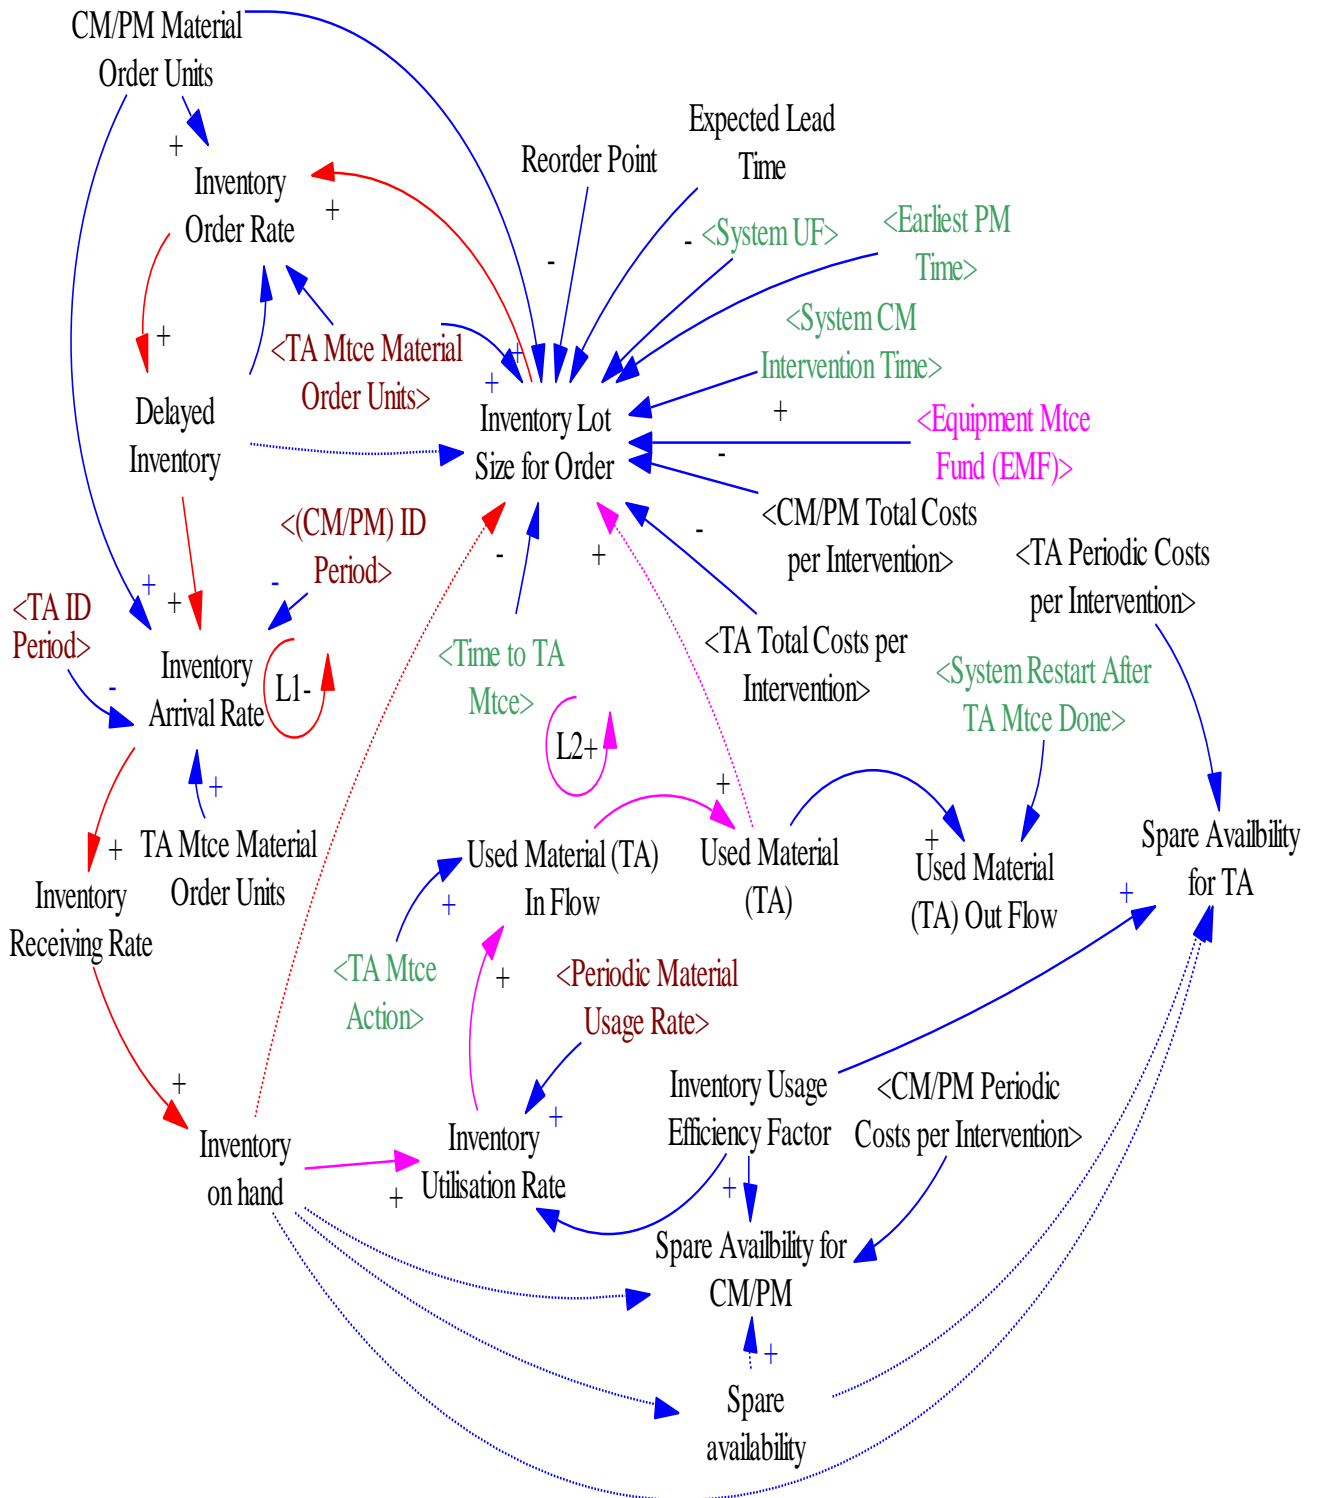 CM/PM Material
Order Units
+
Inventory
Order Rate
+
Reorder Point
-
Expected Lead
Time
-
<System UF>
<Earliest PM
Time>
<System CM
Intervention Time>
+
<TA Mtce Material
Order Units>
+
+
+
Delayed
Inventory
Inventory Lot
Size for Order
<Equipment Mtce
Fund (EMF)>
-
<CM/PM Total Costs
per Intervention>
-
<TA Periodic Costs
per Intervention>
<(CM/PM) ID
Period>
-
-
+
+
+
<TA ID
Period>
-
Inventory
Arrival Rate
L1-
<Time to TA
Mtce>
<TA Total Costs per
Intervention>
<System Restart After
TA Mtce Done>
L2+
+
+
TA Mtce Material
Order Units
+
Inventory
Receiving Rate
Used Material (TA)
In Flow
+
Used Material
(TA)
+
Used Material
(TA) Out Flow
Spare Availbility
for TA
+
<TA Mtce
Action>
+
<Periodic Material
Usage Rate>
+
+
Inventory
on hand
+
Inventory
Utilisation Rate
Inventory Usage
Efficiency Factor
<CM/PM Periodic
Costs per Intervention>
+
Spare Availbility for
CM/PM
+
Spare
availability